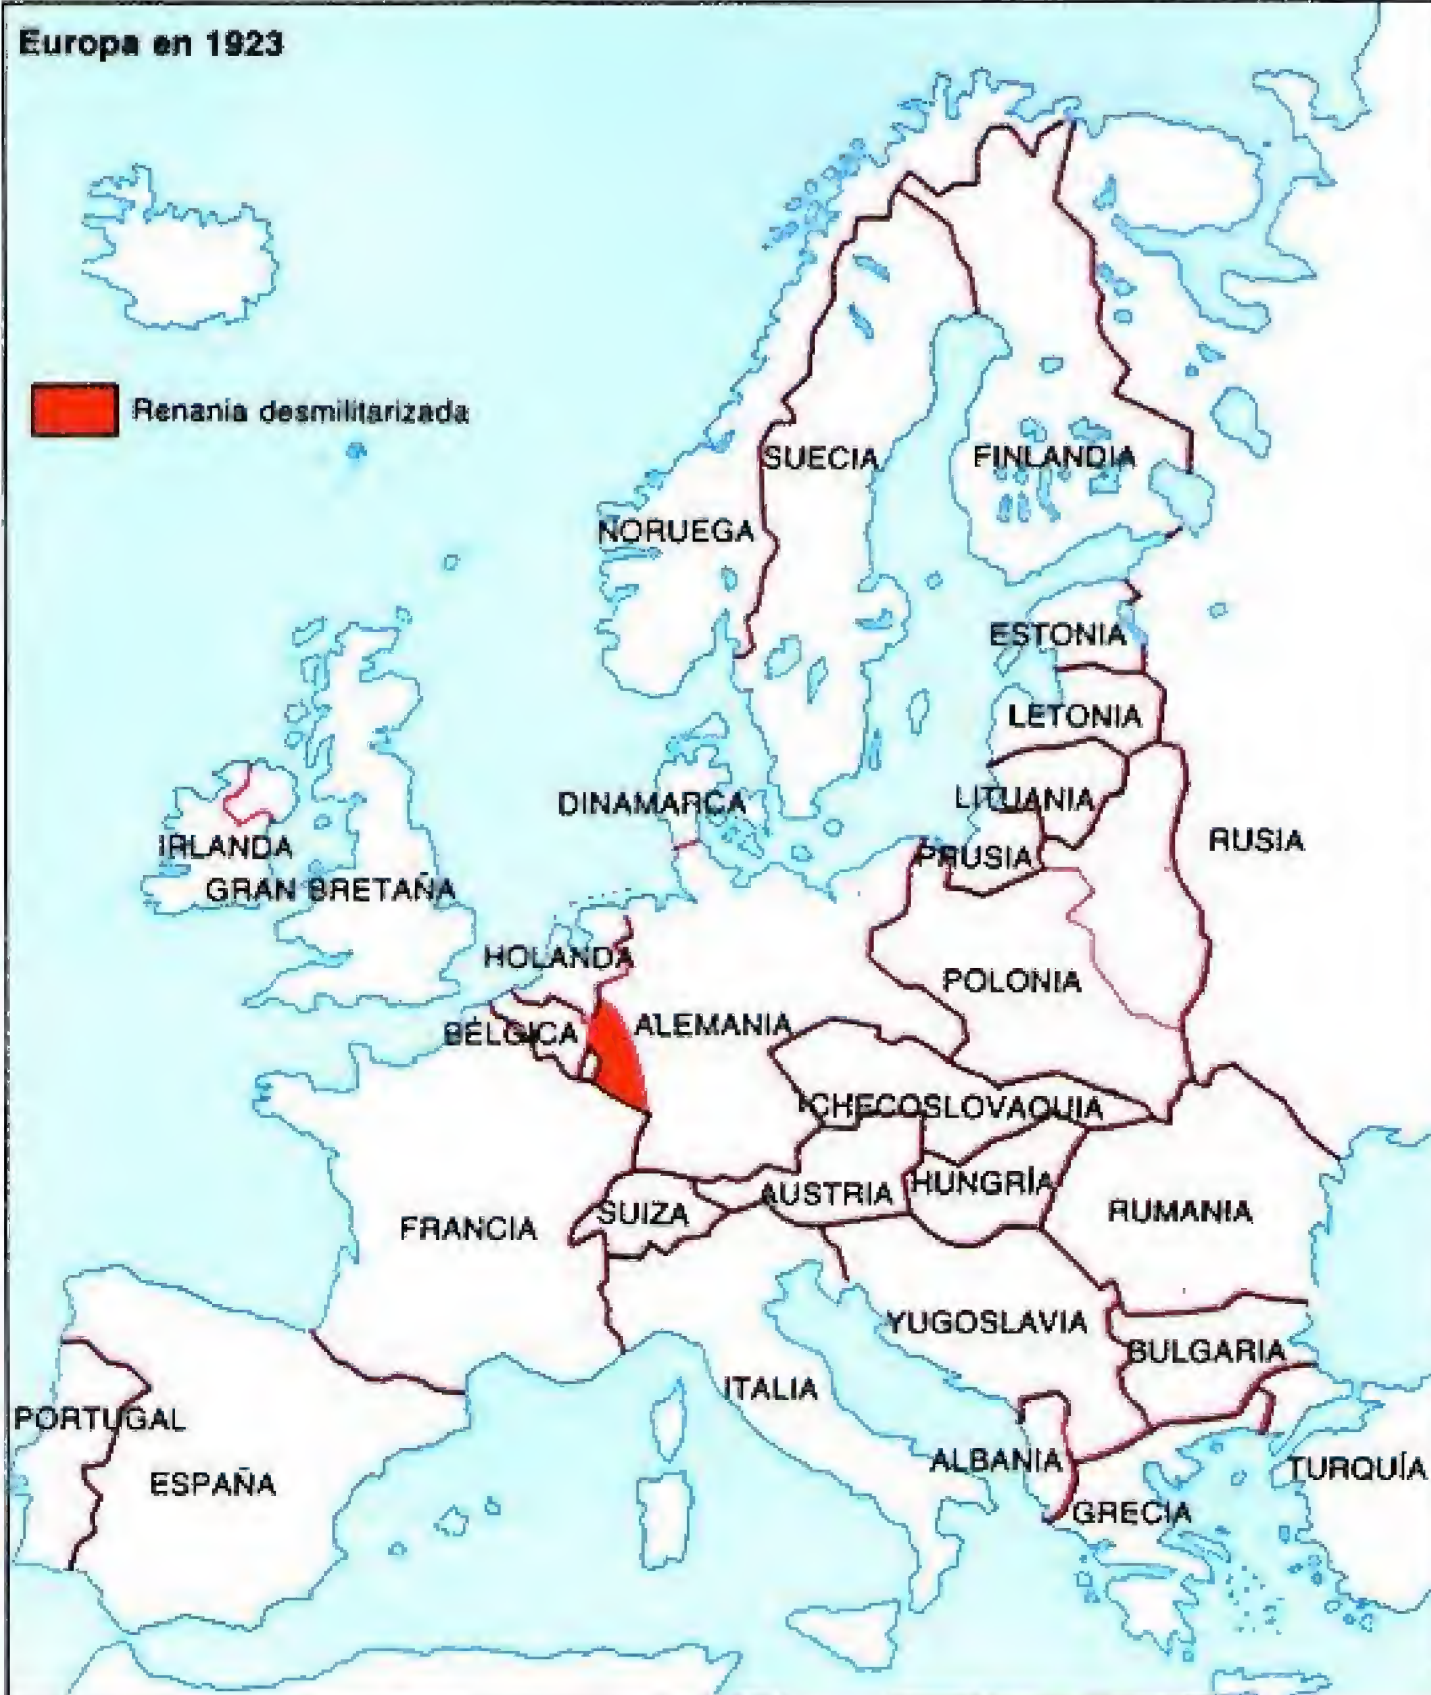 Europa en 1923
Renania desmilitarizada
SUECIA
FINLANDIA
NORUEGA
ESTONIA
LETONIA
DINAMARCA
LITUANIA
RUSIA
IRLANDA
PRUSIA
GRAN BRETAÑA
HOLANDA
POLONIA
BÉLGICA
ALEMANIA
CHECOSLOVAQUIA
AUSTRIA
HUNGRÍA
SUIZA
RUMANIA
FRANCIA
YUGOSLAVIA
BULGARIA
ITALIA
PORTUGAL
ALBANIA
TURQUÍA
ESPAÑA
GRECIA